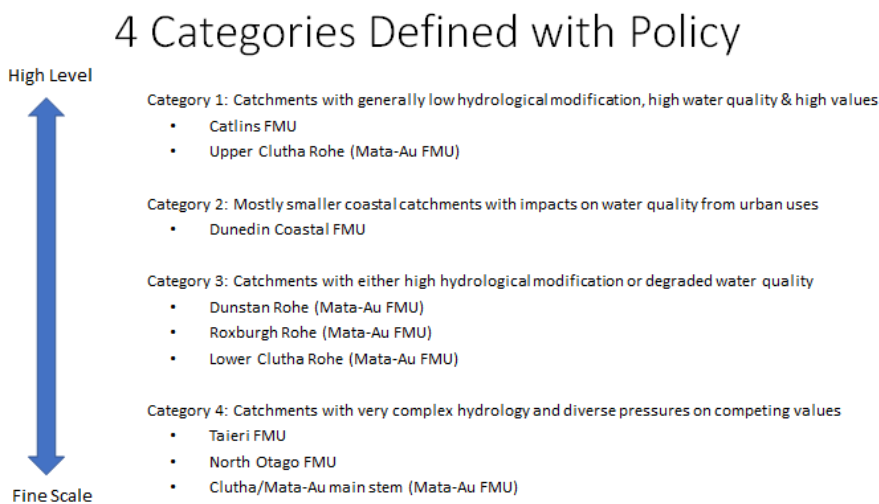 4 Categories Defined with Policy
High Level
Category 1: Catchments with generally low hydrological modification, high water quality & high values
• Catlins FMU
• Upper Clutha Rohe (Mata-Au FMU)
Category 2: Mostly smaller coastal catchments with impacts on water quality from urban uses
• Dunedin Coastal FMU
Category 3: Catchments with either high hydrological modification or degraded water quality
• Dunstan Rohe (Mata-Au FMU)
• Roxburgh Rohe (Mata-Au FMU)
• Lower Clutha Rohe (Mata-Au FMU)
Category 4: Catchments with very complex hydrology and diverse pressures on competing values
• Taieri FMU
• North Otago FMU
• Clutha/Mata-Au main stem (Mata-Au FMU)
Fine Scale